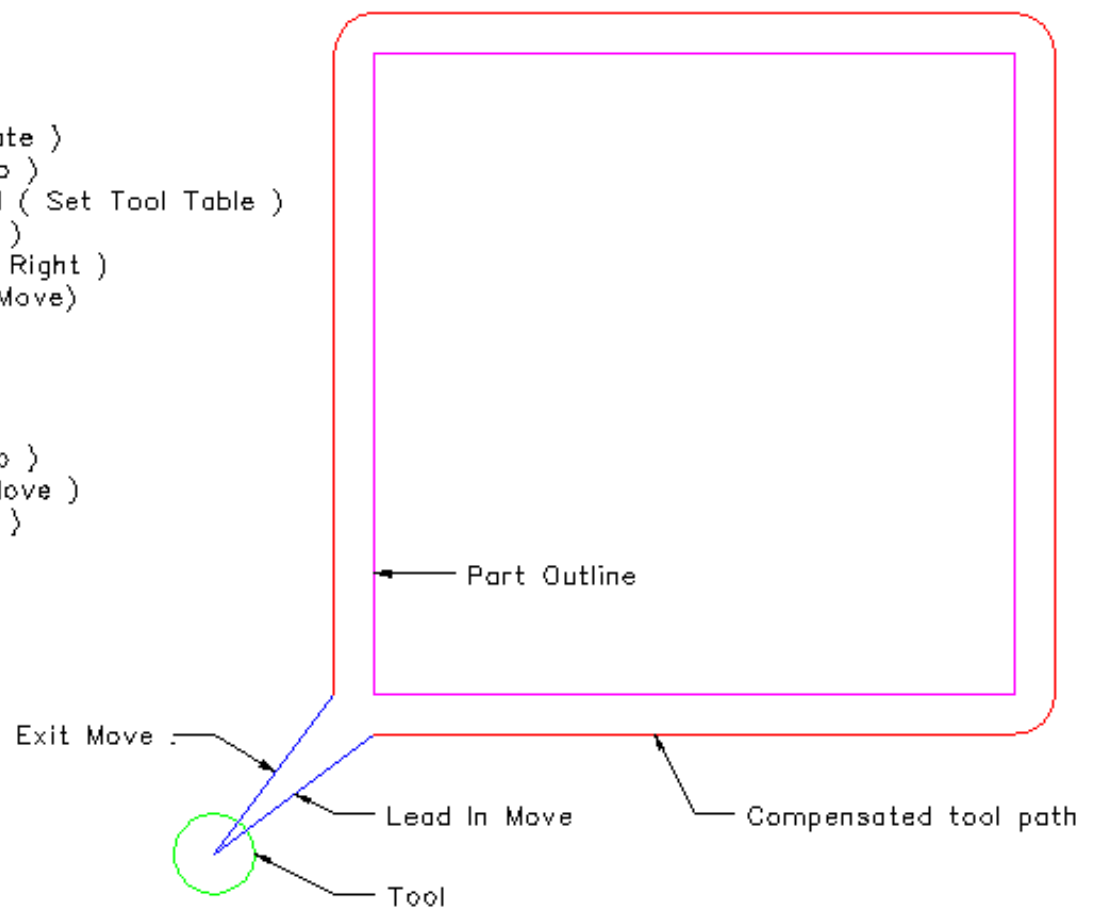 ate )
o )
( Set Tool Table )
)
Right )
Move)
o )
Move )
)
Part Outline
Exit Move
Lead In Move
Compensated tool path
Tool